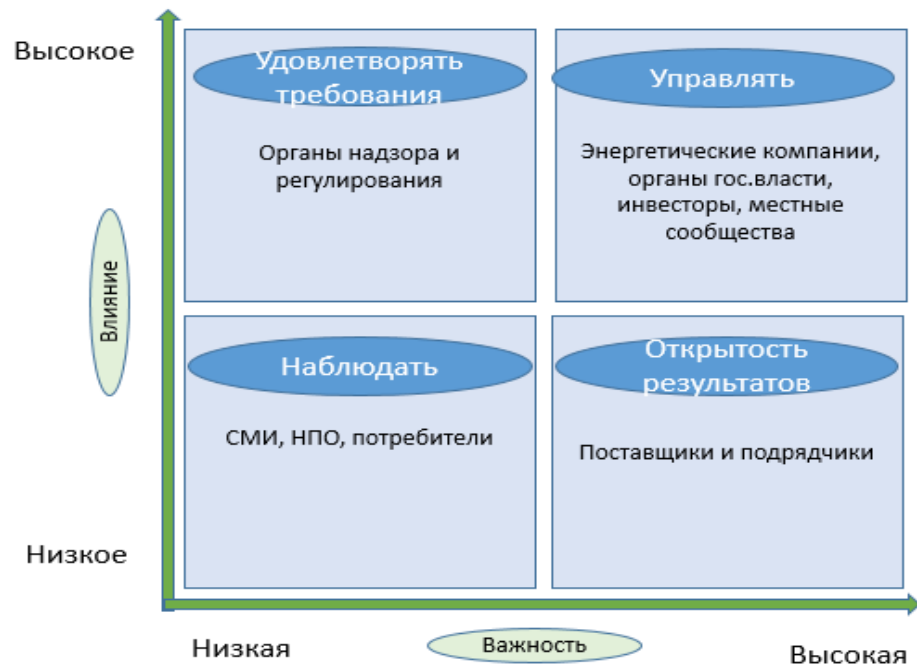 Высокое
Удовлетворять
требования
Органы надзора и
регулирования
Управлять
Энергетические компании,
органы гос.власти,
инвесторы, местные
сообщества
Влияние
Наблюдать
СМИ, НПО, потребители
Открытость
результатов
Поставщики и подрядчики
Низкое
Низкая
Важность
Высокая